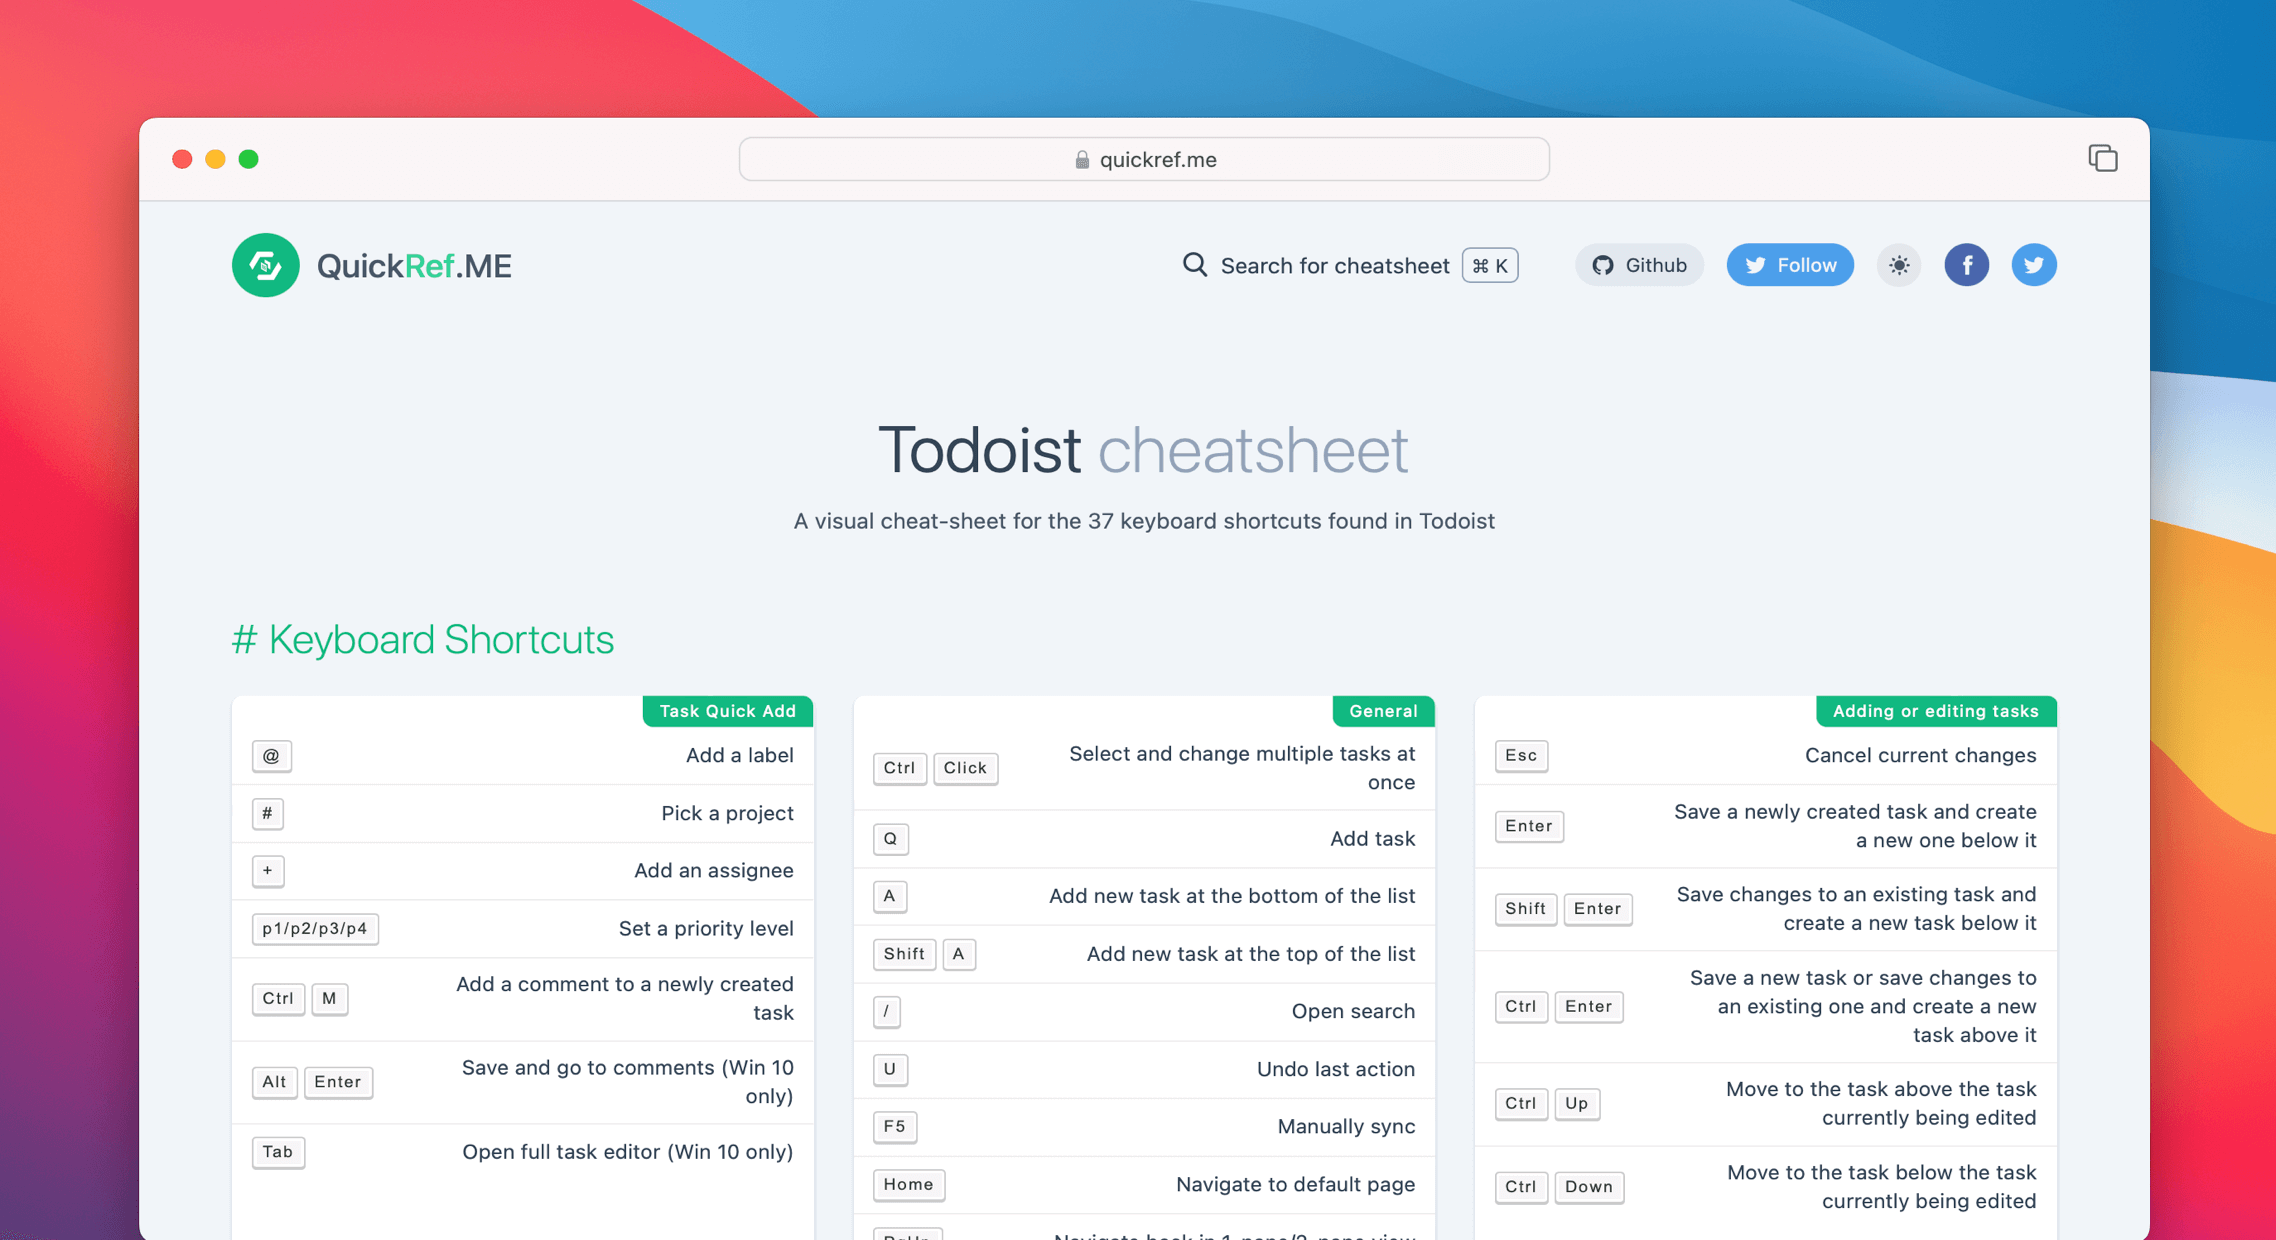 quickref.me
QuickRef.ME
Search for cheatsheet ⌘ K
Github
Follow
Todoist cheatsheet
A visual cheat-sheet for the 37 keyboard shortcuts found in Todoist
# Keyboard Shortcuts
Task Quick Add
@ Add a label
# Pick a project
+ Add an assignee
p1/p2/p3/p4 Set a priority level
Ctrl M Add a comment to a newly created
task
Alt Enter Save and go to comments (Win 10
only)
Tab Open full task editor (Win 10 only)
General
Ctrl Click Select and change multiple tasks at
once
Q Add task
A Add new task at the bottom of the list
Shift A Add new task at the top of the list
/ Open search
U Undo last action
F5 Manually sync
Home Navigate to default page
Adding or editing tasks
Esc Cancel current changes
Enter Save a newly created task and create
a new one below it
Shift Enter Save changes to an existing task and
create a new task below it
Ctrl Enter Save a new task or save changes to
an existing one and create a new
task above it
Ctrl Up Move to the task above the task
currently being edited
Ctrl Down Move to the task below the task
currently being edited